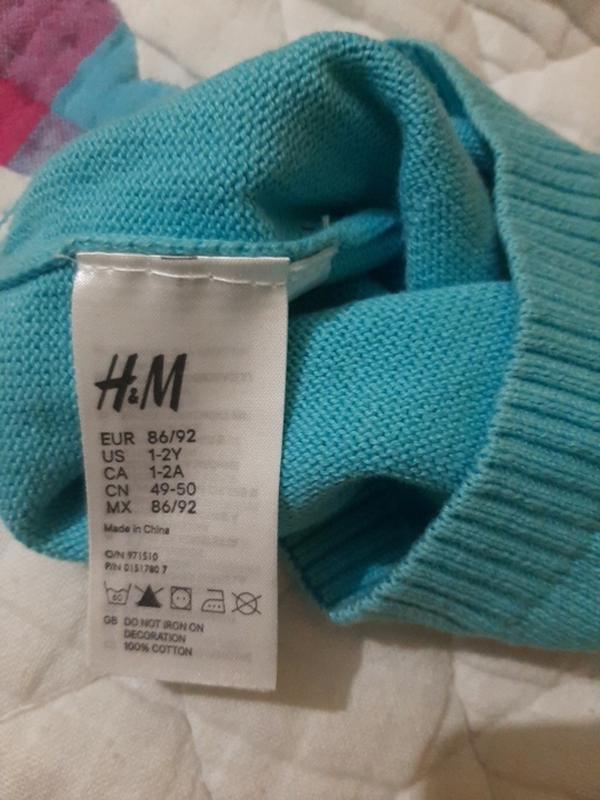 H&M
EUR 86/92
US 1-2Y
CA 1-2A
CN 49-50
MX 86/92
Made in China
O/N 971510
P/N 0151780 7
60
GB DO NOT IRON ON
DECORATION
100% COTTON